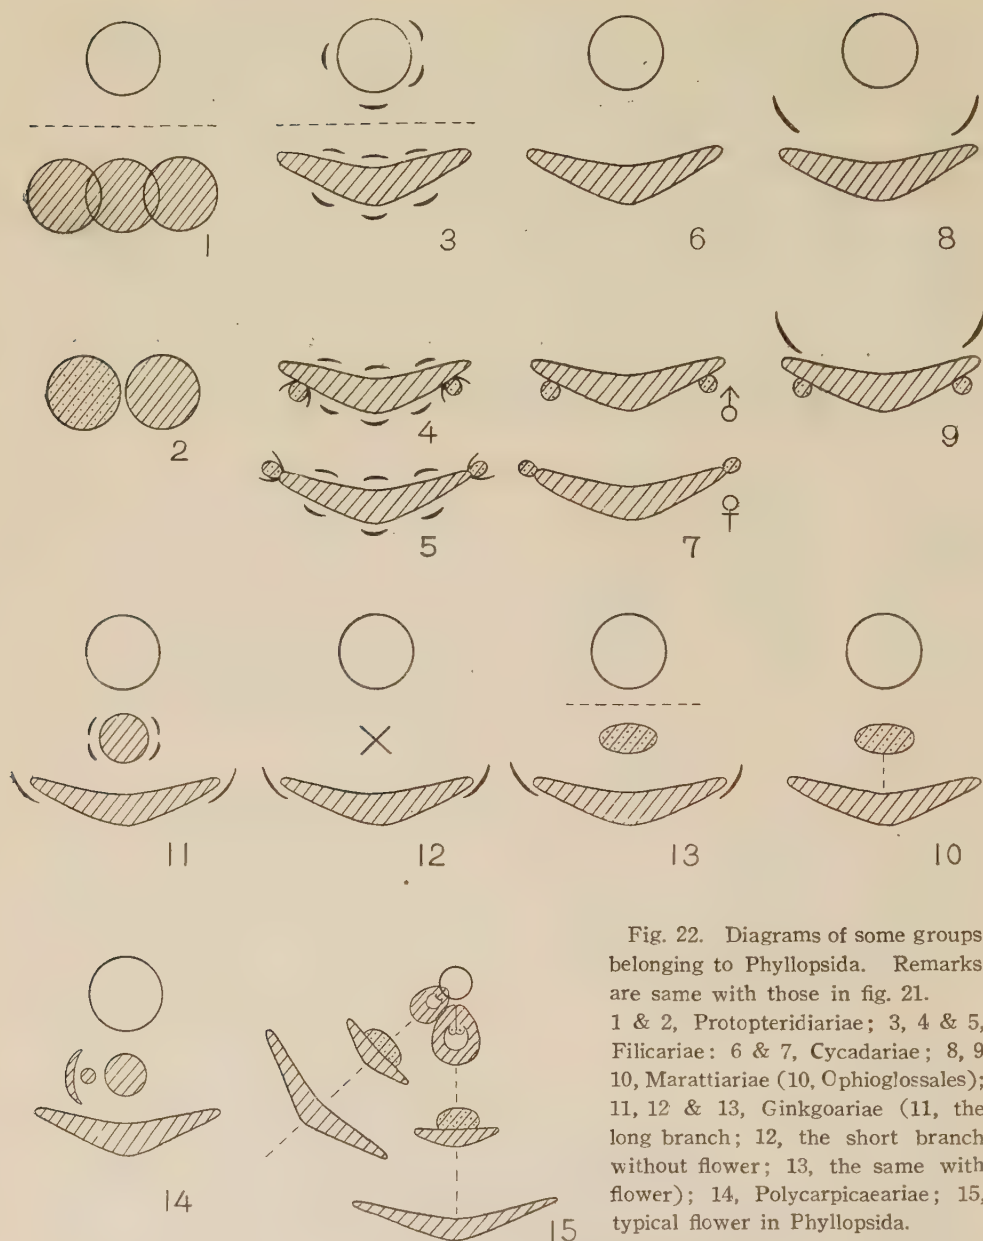 1
3
6
8
2
4
♂
9
5
7
♀
11
12
13
10
14
15
Fig. 22. Diagrams of some groups
belonging to Phyllopsida. Remarks
are same with those in fig. 21.
1 & 2, Protopteridiariae; 3, 4 & 5,
Filicariae: 6 & 7, Cycadariae; 8, 9
10, Marattiariae (10, Ophioglossales);
11, 12 & 13, Ginkgoariae (11, the
long branch; 12, the short branch
without flower; 13, the same with
flower); 14, Polycarpicaeariae; 15,
typical flower in Phyllopsida.